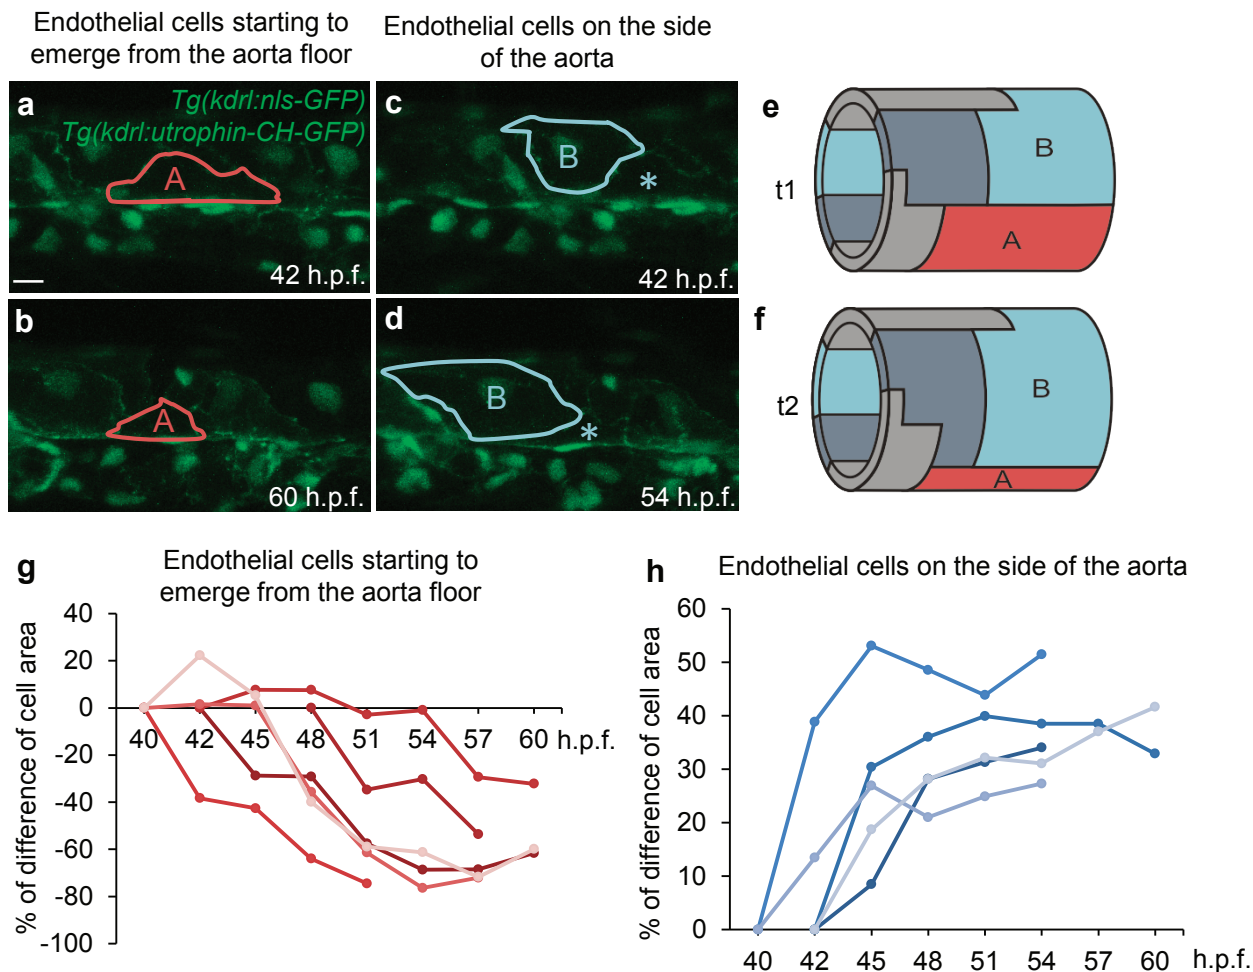 Endothelial cells starting to
emerge from the aorta floor
Endothelial cells on the side
of the aorta
a
Tg(kdrl:nls-GFP)
Tg(kdrl:utrophin-CH-GFP)
A
42 h.p.f.
c
B
*
42 h.p.f.
b
A
60 h.p.f.
d
B
*
54 h.p.f.
e
t1
B
A
f
t2
B
A
g
Endothelial cells starting to
emerge from the aorta floor
% of difference of cell area
40
20
0
-20
-40
-60
-80
-100
40 42 45 48 51 54 57 60 h.p.f.
h
Endothelial cells on the side of the aorta
% of difference of cell area
60
50
40
30
20
10
0
40 42 45 48 51 54 57 60 h.p.f.